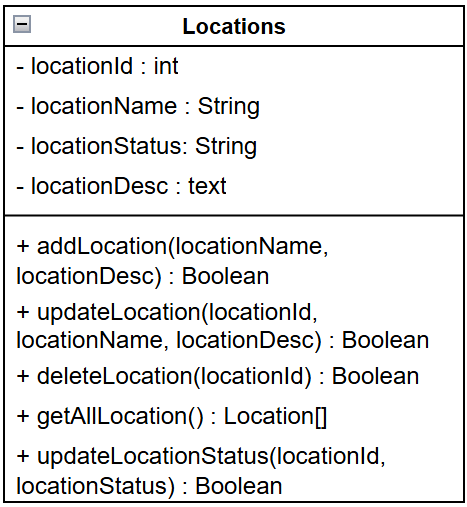 Locations
- locationId : int
- locationName : String
- locationStatus: String
- locationDesc : text
+ addLocation(locationName,
locationDesc) : Boolean
+ updateLocation(locationId,
locationName, locationDesc) : Boolean
+ deleteLocation(locationId) : Boolean
+ getAllLocation() : Location[]
+ updateLocationStatus(locationId,
locationStatus) : Boolean